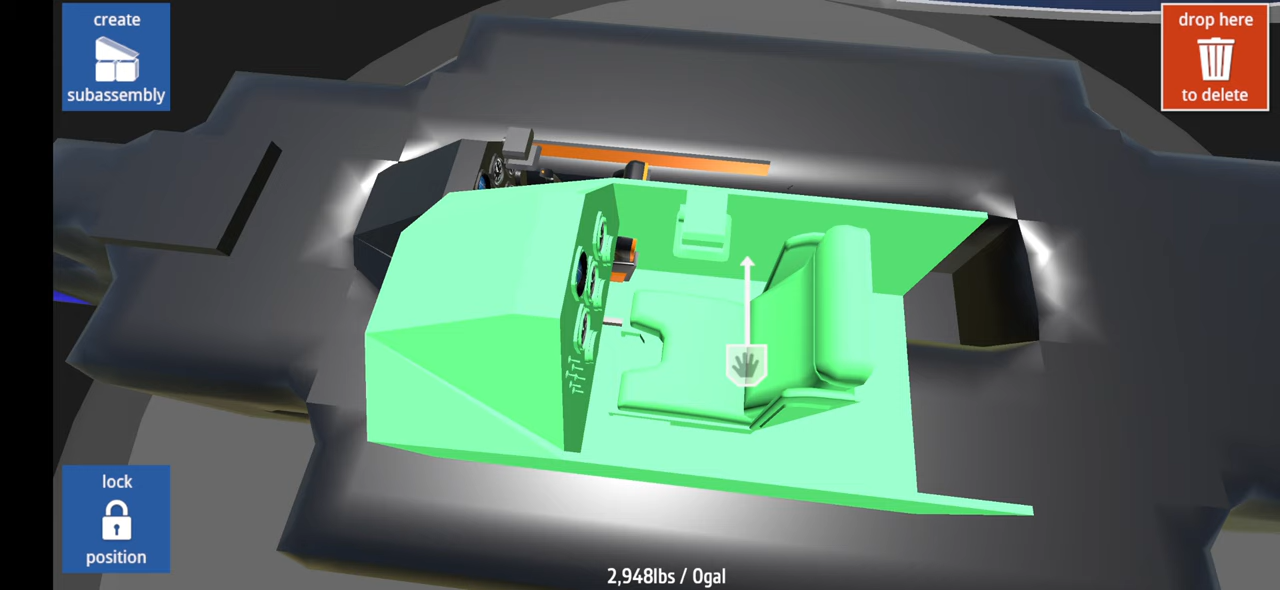 create
subassembly
drop here
to delete
lock
position
2,948lbs / 0gal